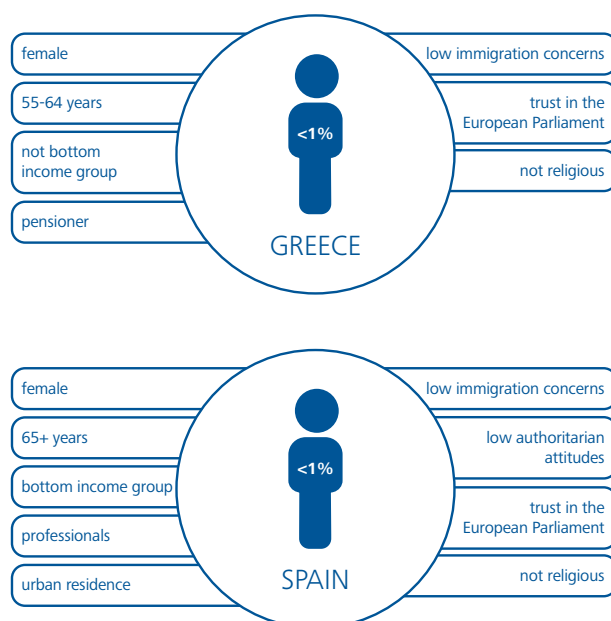 female
55-64 years
not bottom
income group
pensioner
<1%
GREECE
low immigration concerns
trust in the
European Parliament
not religious
female
65+ years
bottom income group
professionals
urban residence
<1%
SPAIN
low immigration concerns
low authoritarian
attitudes
trust in the
European Parliament
not religious